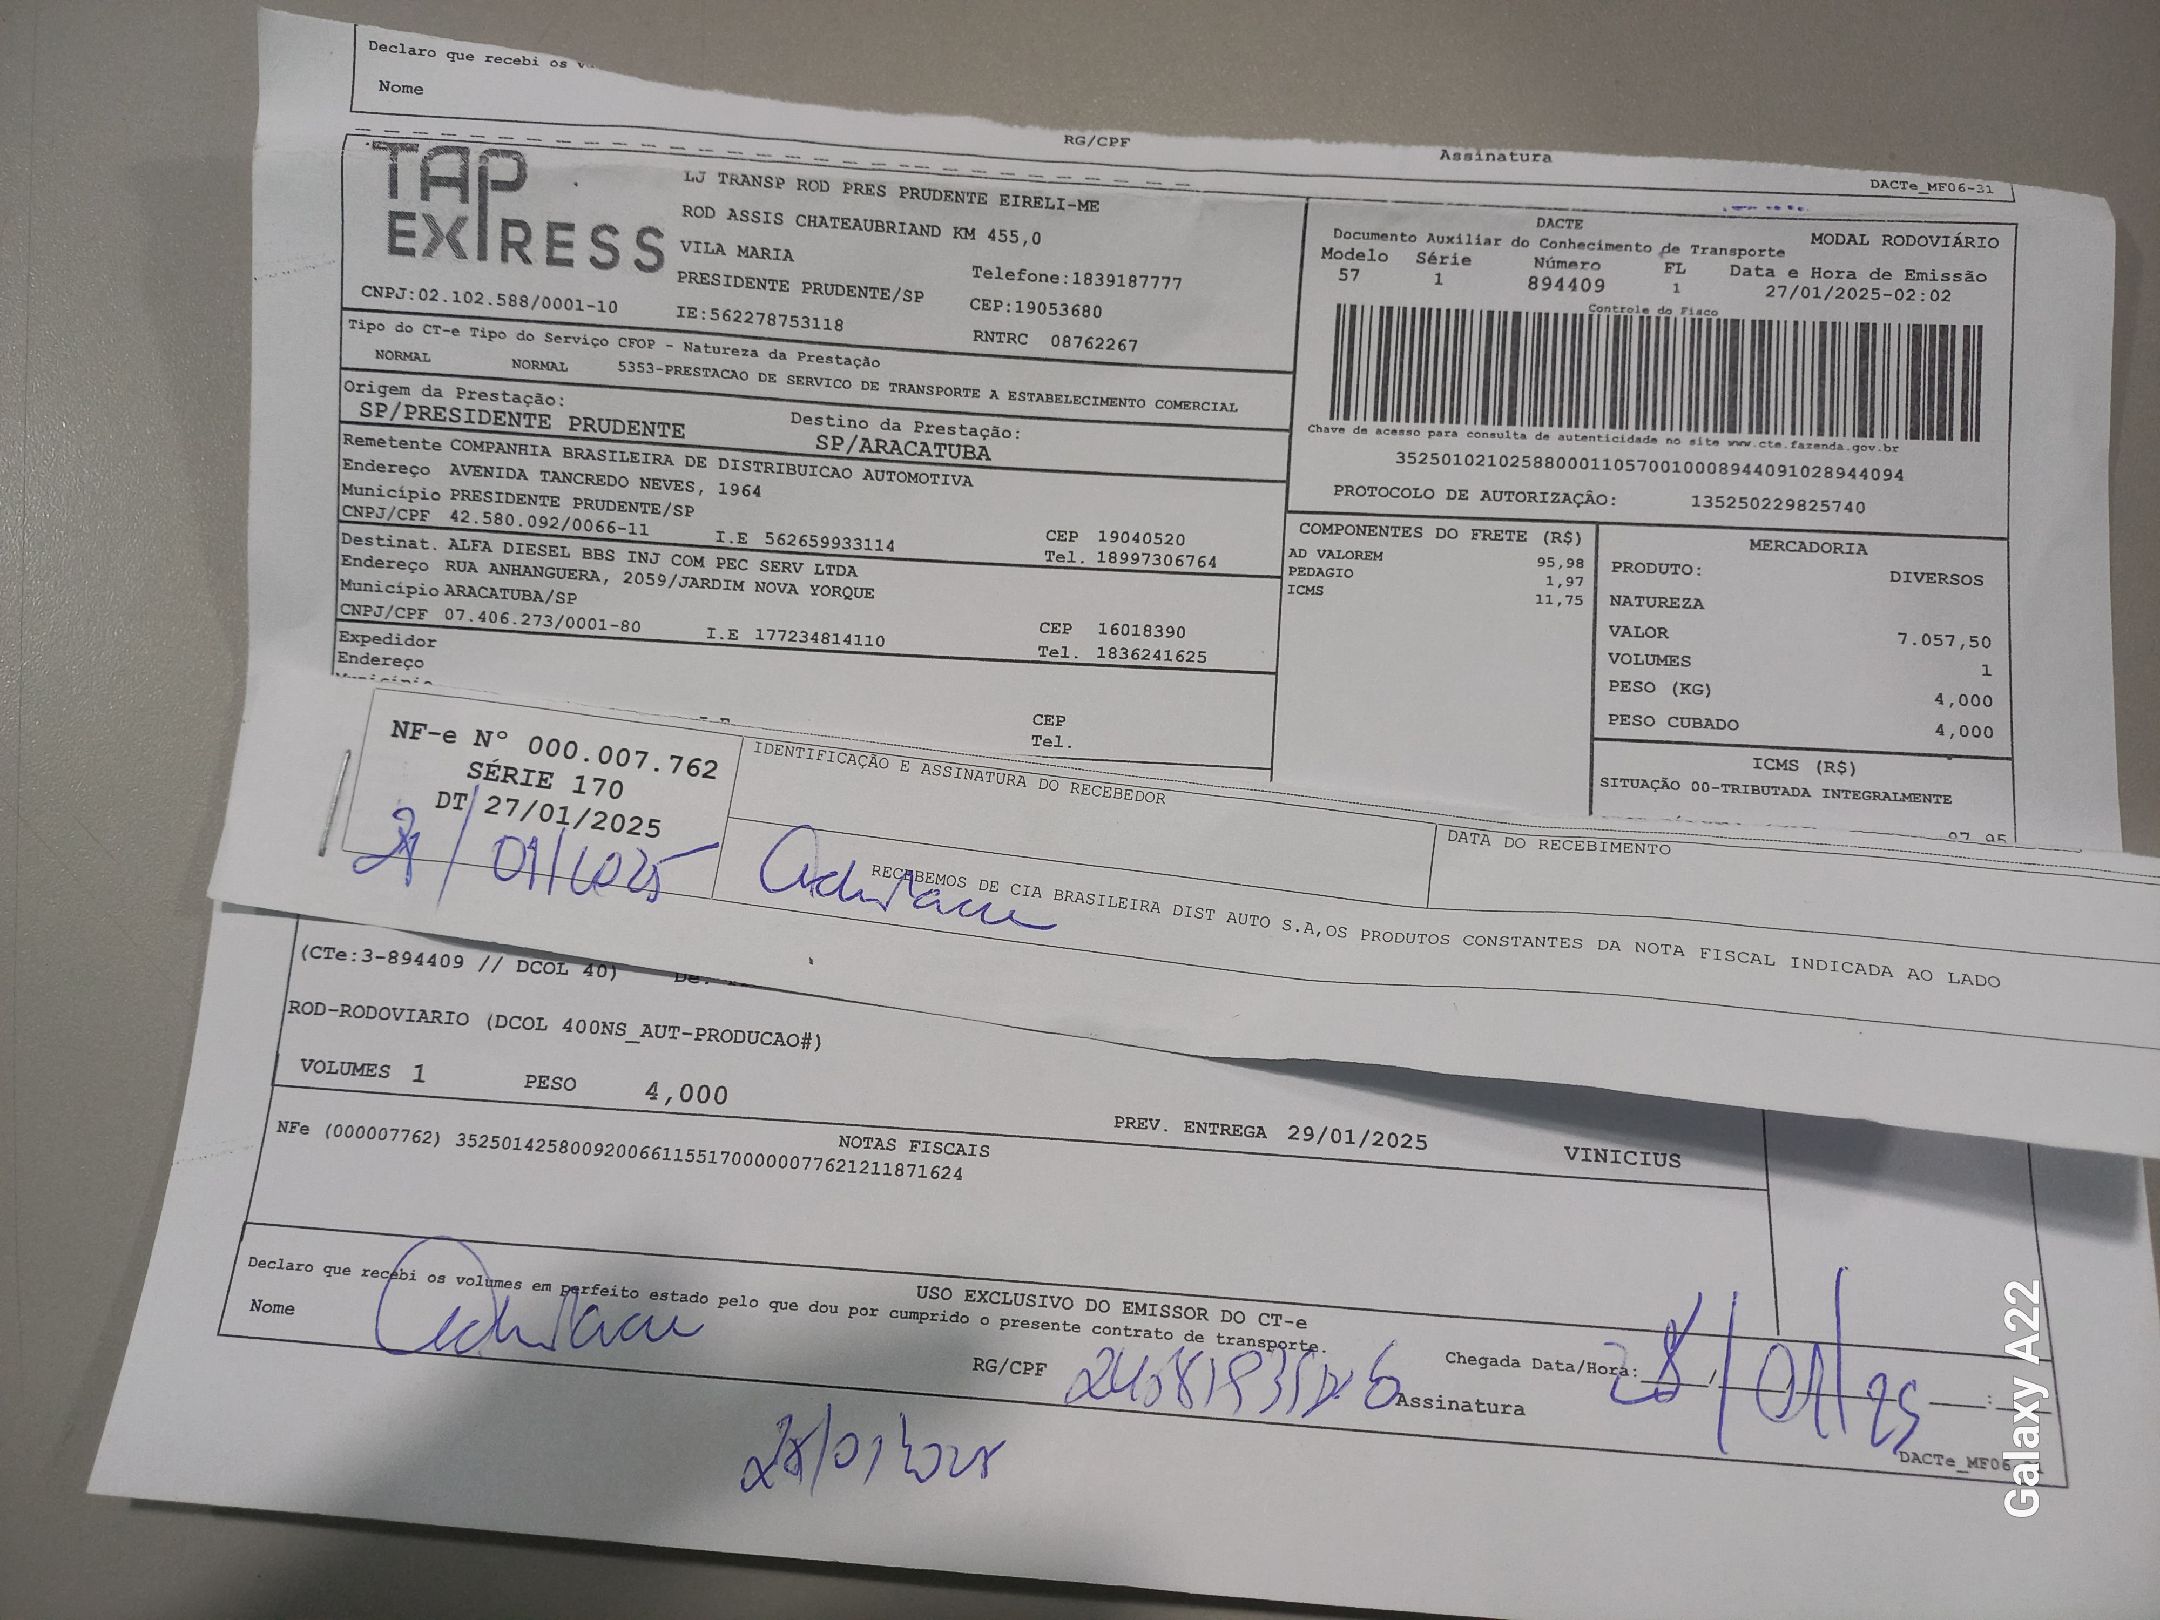 Declaro que recebi os
Nome
RG/CPF
Assinatura
DACTe_MF06-31
TAP
EXPRESS
CNPJ:02.102.588/0001-10
LJ TRANSP ROD PRES PRUDENTE EIRELI-ME
ROD ASSIS CHATEAUBRIAND KM 455,0
VILA MARIA
Telefone:1839187777
PRESIDENTE PRUDENTE/SP
CEP:19053680
IE:562278753118
RNTRC 08762267
DACTE
Documento Auxiliar do Conhecimento de Transporte
MODAL RODOVIÁRIO
Modelo Série Número FL Data e Hora de Emissão
57 1 894409 1 27/01/2025-02:02
Controle do Fisco
Chave de acesso para consulta de autenticidade no site www.cte.fazenda.gov.br
35250102102588000110570010008944091028944094
PROTOCOLO DE AUTORIZAÇÃO: 135250229825740
Tipo do CT-e Tipo do Serviço CFOP - Natureza da Prestação
NORMAL NORMAL 5353-PRESTACAO DE SERVICO DE TRANSPORTE A ESTABELECIMENTO COMERCIAL
Origem da Prestação: Destino da Prestação:
SP/PRESIDENTE PRUDENTE SP/ARACATUBA
Remetente COMPANHIA BRASILEIRA DE DISTRIBUICAO AUTOMOTIVA
Endereço AVENIDA TANCREDO NEVES, 1964
Município PRESIDENTE PRUDENTE/SP CEP 19040520
CNPJ/CPF 42.580.092/0066-11 I.E 562659933114 Tel. 18997306764
Destinat. ALFA DIESEL BBS INJ COM PEC SERV LTDA
Endereço RUA ANHANGUERA, 2059/JARDIM NOVA YORQUE
Município ARACATUBA/SP CEP 16018390
CNPJ/CPF 07.406.273/0001-80 I.E 177234814110 Tel. 1836241625
Expedidor
Endereço
Município CEP
Tel.
COMPONENTES DO FRETE (R$)
AD VALOREM 95,98
PEDAGIO 1,97
ICMS 11,75
MERCADORIA
PRODUTO: DIVERSOS
NATUREZA
VALOR 7.057,50
VOLUMES 1
PESO (KG) 4,000
PESO CUBADO 4,000
ICMS (R$)
SITUAÇÃO 00-TRIBUTADA INTEGRALMENTE
NF-e Nº 000.007.762
SÉRIE 170
DT 27/01/2025
IDENTIFICAÇÃO E ASSINATURA DO RECEBEDOR
DATA DO RECEBIMENTO
RECEBEMOS DE CIA BRASILEIRA DIST AUTO S.A,OS PRODUTOS CONSTANTES DA NOTA FISCAL INDICADA AO LADO
(CTe:3-894409 // DCOL 40)
ROD-RODOVIARIO (DCOL 400NS_AUT-PRODUCAO#)
VOLUMES 1 PESO 4,000
PREV. ENTREGA 29/01/2025 VINICIUS
NOTAS FISCAIS
NFe (000007762) 35250142580092006611551700000077621211871624
USO EXCLUSIVO DO EMISSOR DO CT-e
Declaro que recebi os volumes em perfeito estado pelo que dou por cumprido o presente contrato de transporte.
Nome
RG/CPF
Assinatura
Chegada Data/Hora: 28/01/25
28/01/2025
DACTe_MF06
Galaxy A22